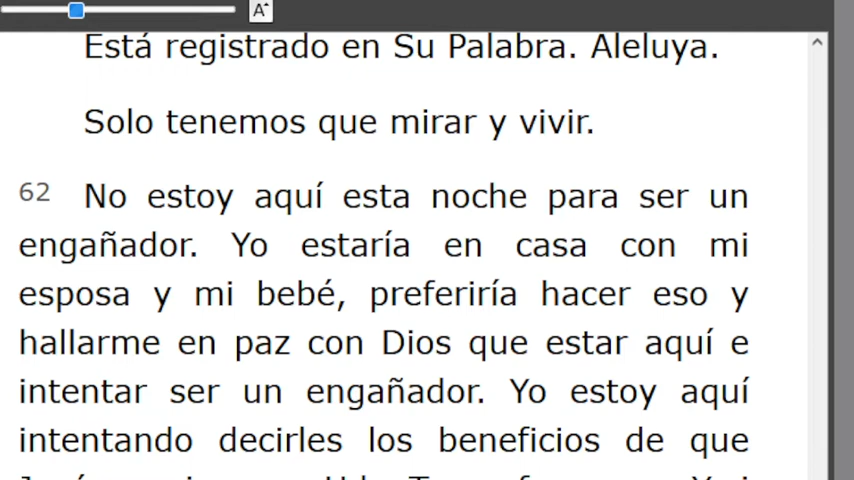 A
Está registrado en Su Palabra. Aleluya.
Solo tenemos que mirar y vivir.
62 No estoy aquí esta noche para ser un
engañador. Yo estaría en casa con mi
esposa y mi bebé, preferiría hacer eso y
hallarme en paz con Dios que estar aquí e
intentar ser un engañador. Yo estoy aquí
intentando decirles los beneficios de que